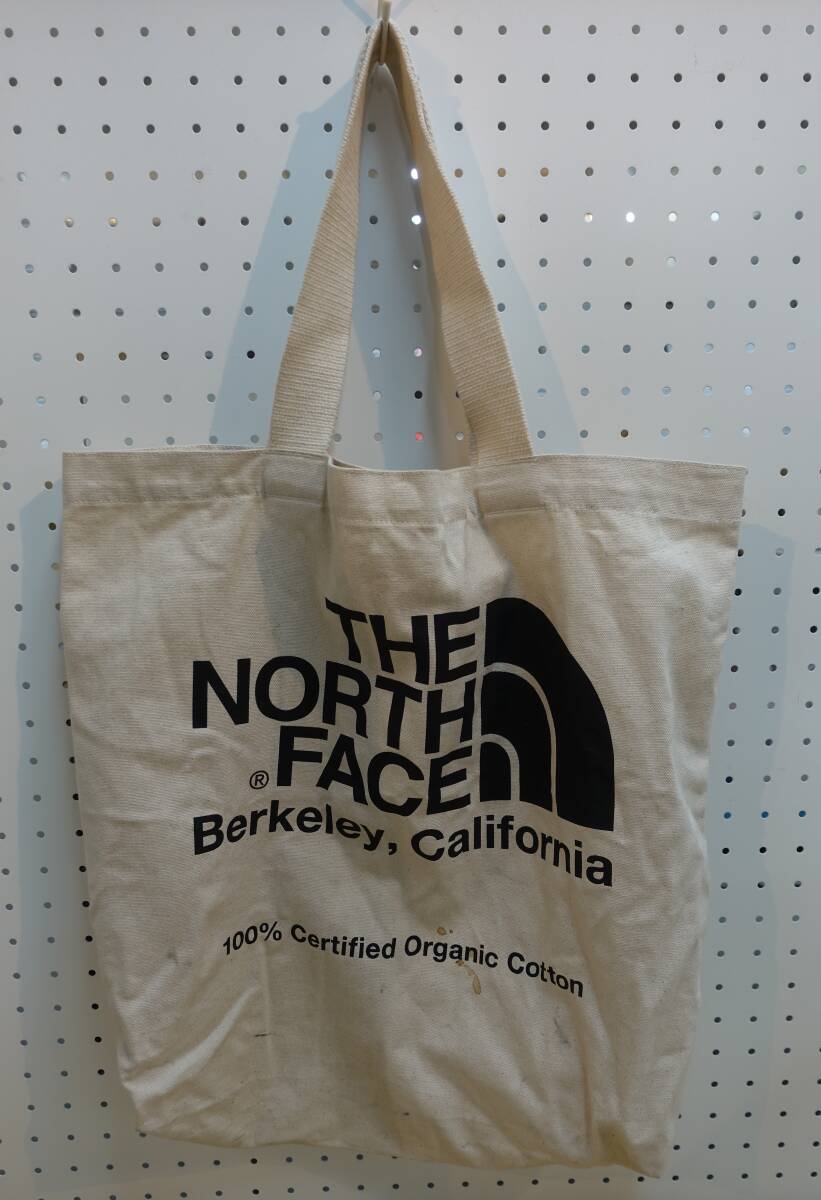 THE
NORTH
® FACE
Berkeley, California
100% Certified Organic Cotton